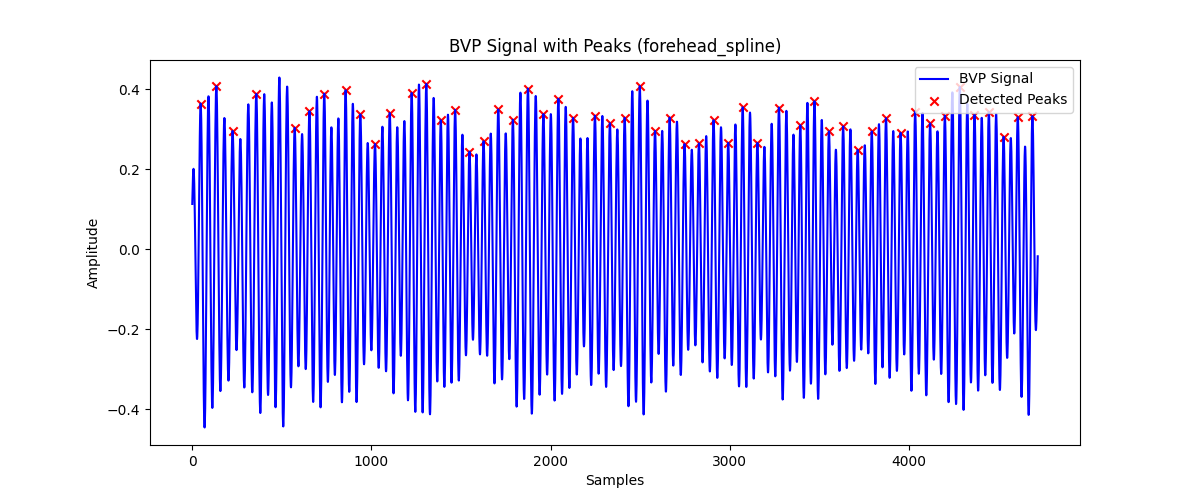 BVP Signal with Peaks (forehead_spline)
BVP Signal
Detected Peaks
0.4
0.2
0.0
−0.2
−0.4
Amplitude
0 1000 2000 3000 4000
Samples